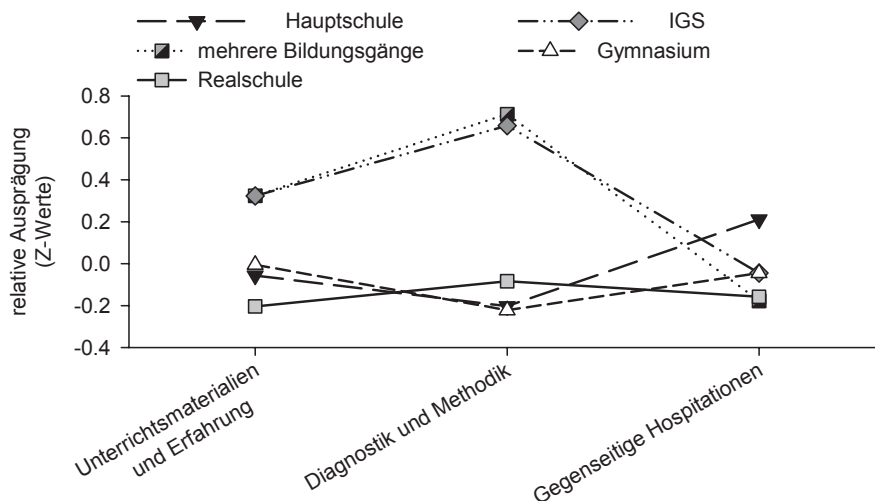 Hauptschule
IGS
mehrere Bildungsgänge
Gymnasium
Realschule
relative Ausprägung
(Z-Werte)
0.8
0.6
0.4
0.2
0.0
-0.2
-0.4
Unterrichtsmaterialien
und Erfahrung
Diagnostik und Methodik
Gegenseitige Hospitationen